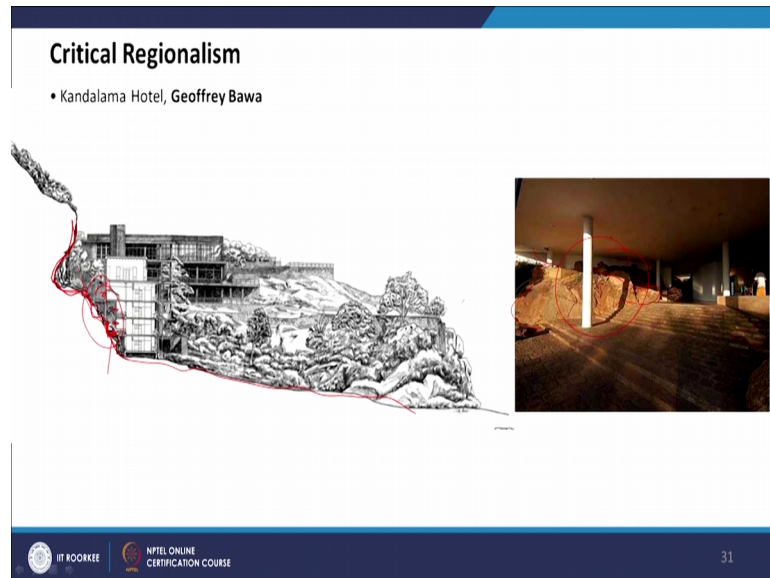 Critical Regionalism
• Kandalama Hotel, Geoffrey Bawa
IIT ROORKEE
NPTEL ONLINE
CERTIFICATION COURSE
31